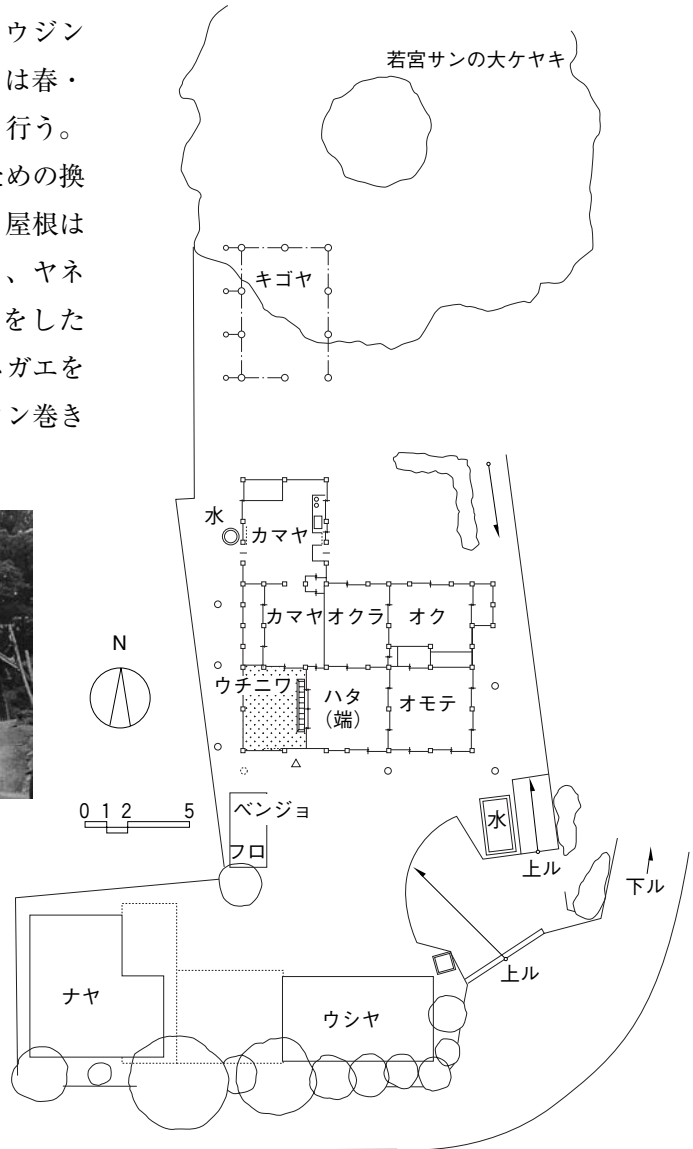 ウジン
は春・
行う。
ための換
屋根は
、ヤネ
をした
ガエを
ン巻き
若宮サンの大ケヤキ
キゴヤ
水
カマヤ
カマヤ
オクラ
オク
ウチニワ
ハタ
(端)
オモテ
N
0 1 2 5
ベンジョ
フロ
水
上ル
下ル
上ル
ナヤ
ウシヤ